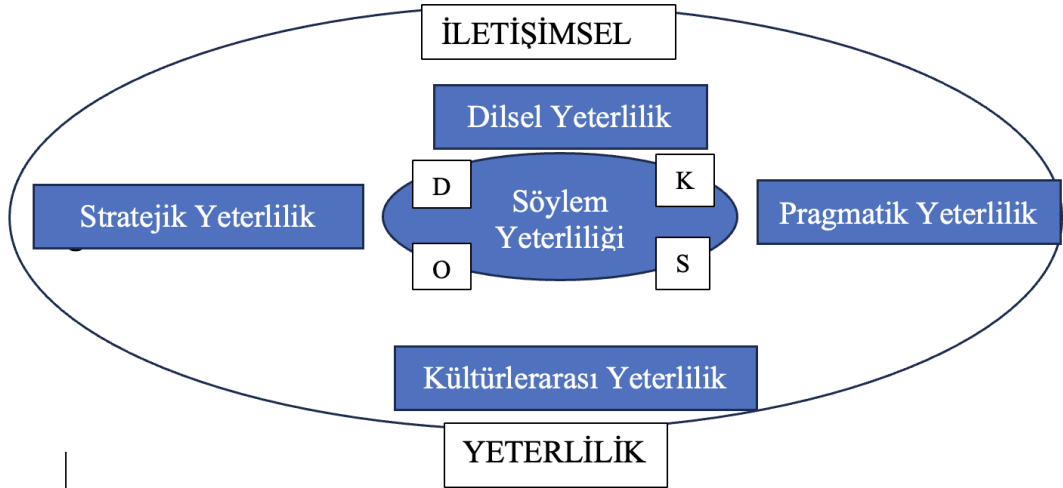 İLETİŞİMSEL
Dilsel Yeterlilik
D
K
Stratejik Yeterlilik
Söylem
Yeterliliği
Pragmatik Yeterlilik
O
S
Kültürlerarası Yeterlilik
YETERLİLİK